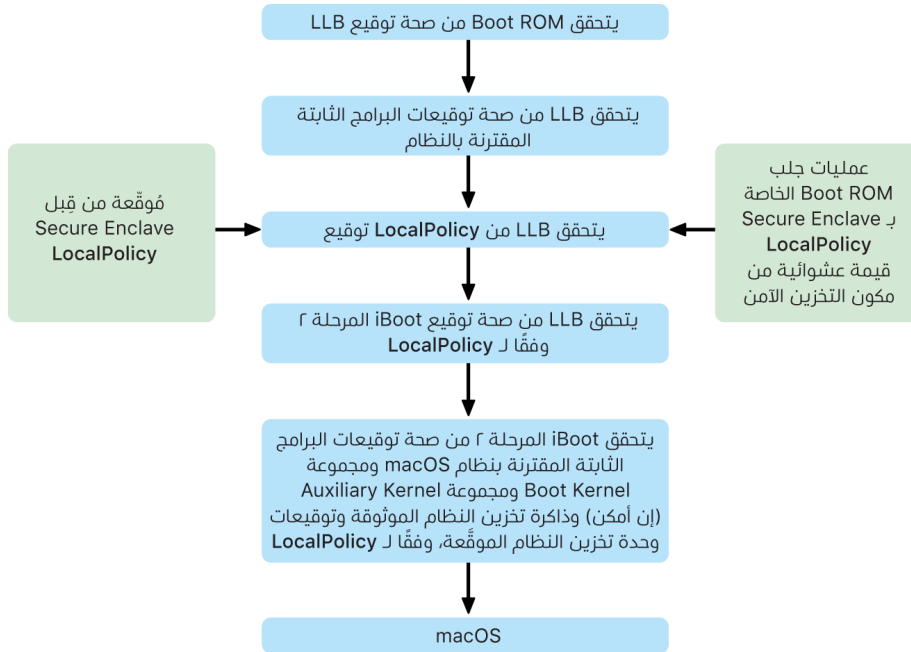 يتحقق Boot ROM من صحة توقيع LLB
يتحقق LLB من صحة توقيعات البرامج الثابتة
المقترنة بالنظام
عمليات جلب
Boot ROM الخاصة
بـ Secure Enclave
LocalPolicy
قيمة عشوائية من
مكون التخزين الآمن
يتحقق LLB من LocalPolicy توقيع
مُوقّعة من قِبل
Secure Enclave
LocalPolicy
يتحقق LLB من صحة توقيع iBoot المرحلة ٢
وفقًا لـ LocalPolicy
يتحقق iBoot المرحلة ٢ من صحة توقيعات البرامج
الثابتة المقترنة بنظام macOS ومجموعة
Boot Kernel ومجموعة Auxiliary Kernel
(إن أمكن) وذاكرة تخزين النظام الموثوقة وتوقيعات
وحدة تخزين النظام الموقَّعة، وفقًا لـ LocalPolicy
macOS